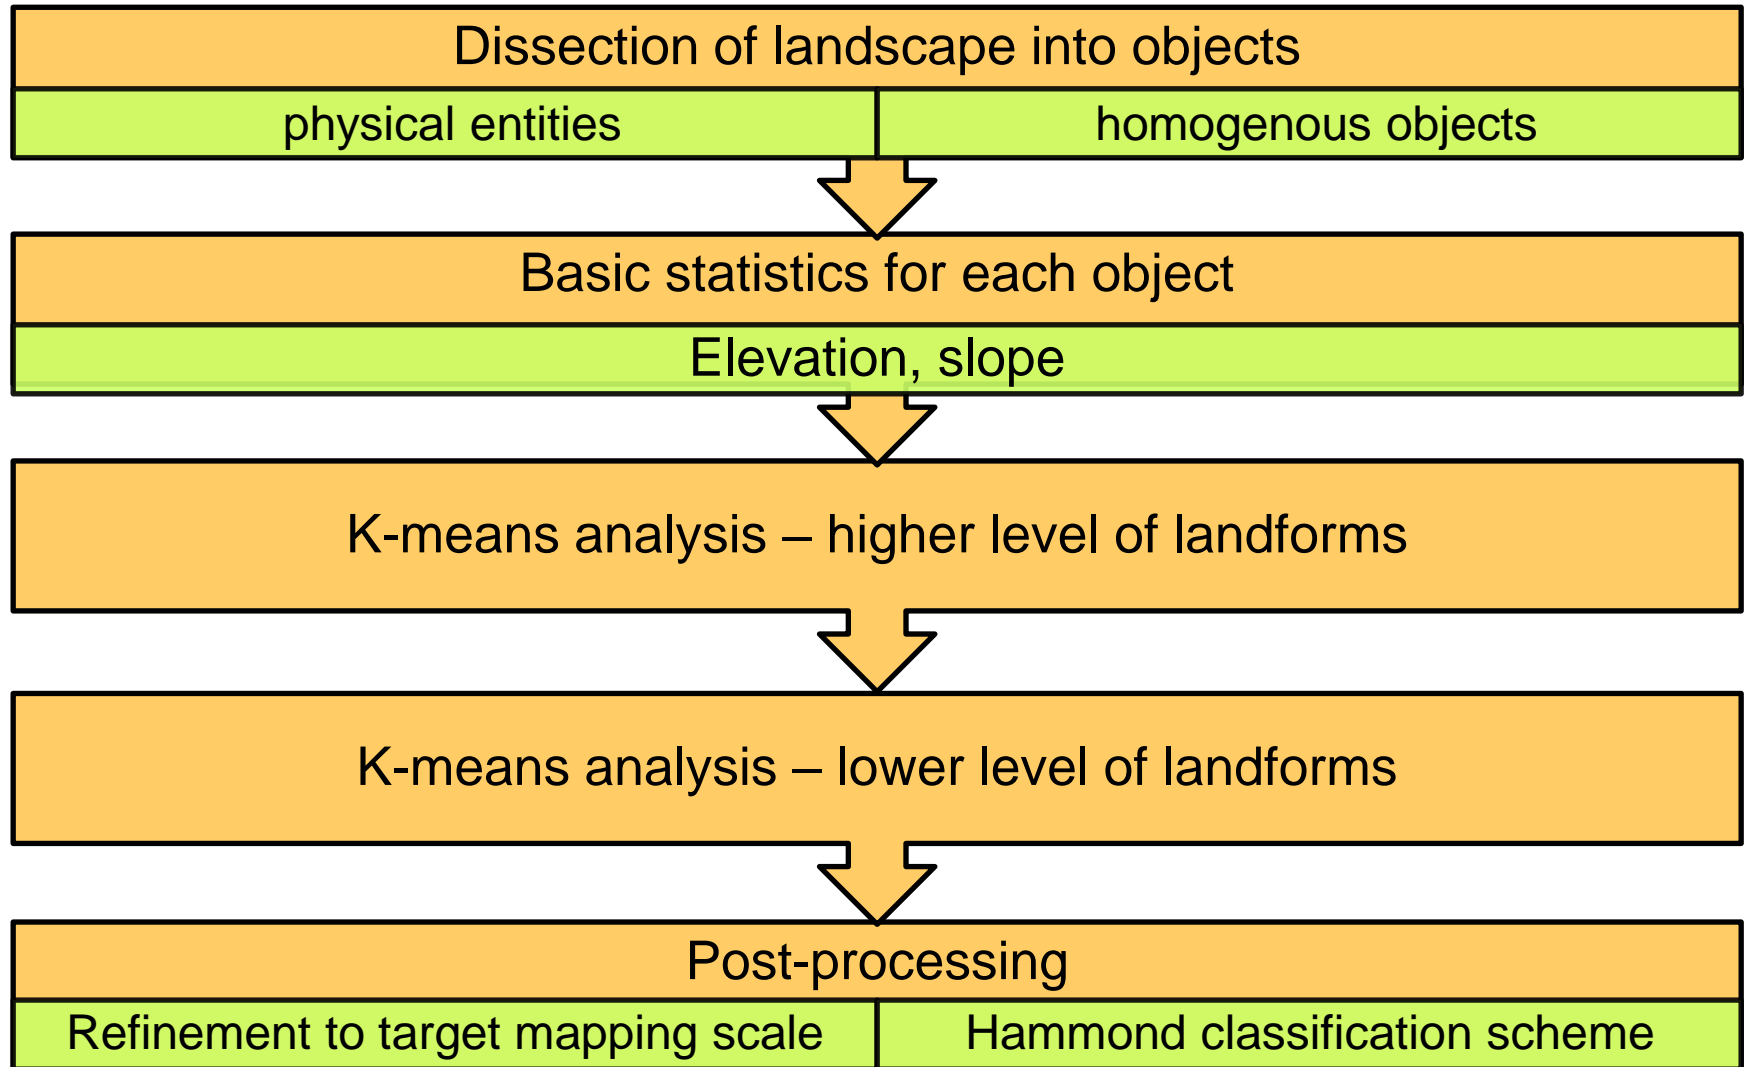 Dissection of landscape into objects
physical entities
homogenous objects
Basic statistics for each object
Elevation, slope
K-means analysis – higher level of landforms
K-means analysis – lower level of landforms
Post-processing
Refinement to target mapping scale
Hammond classification scheme